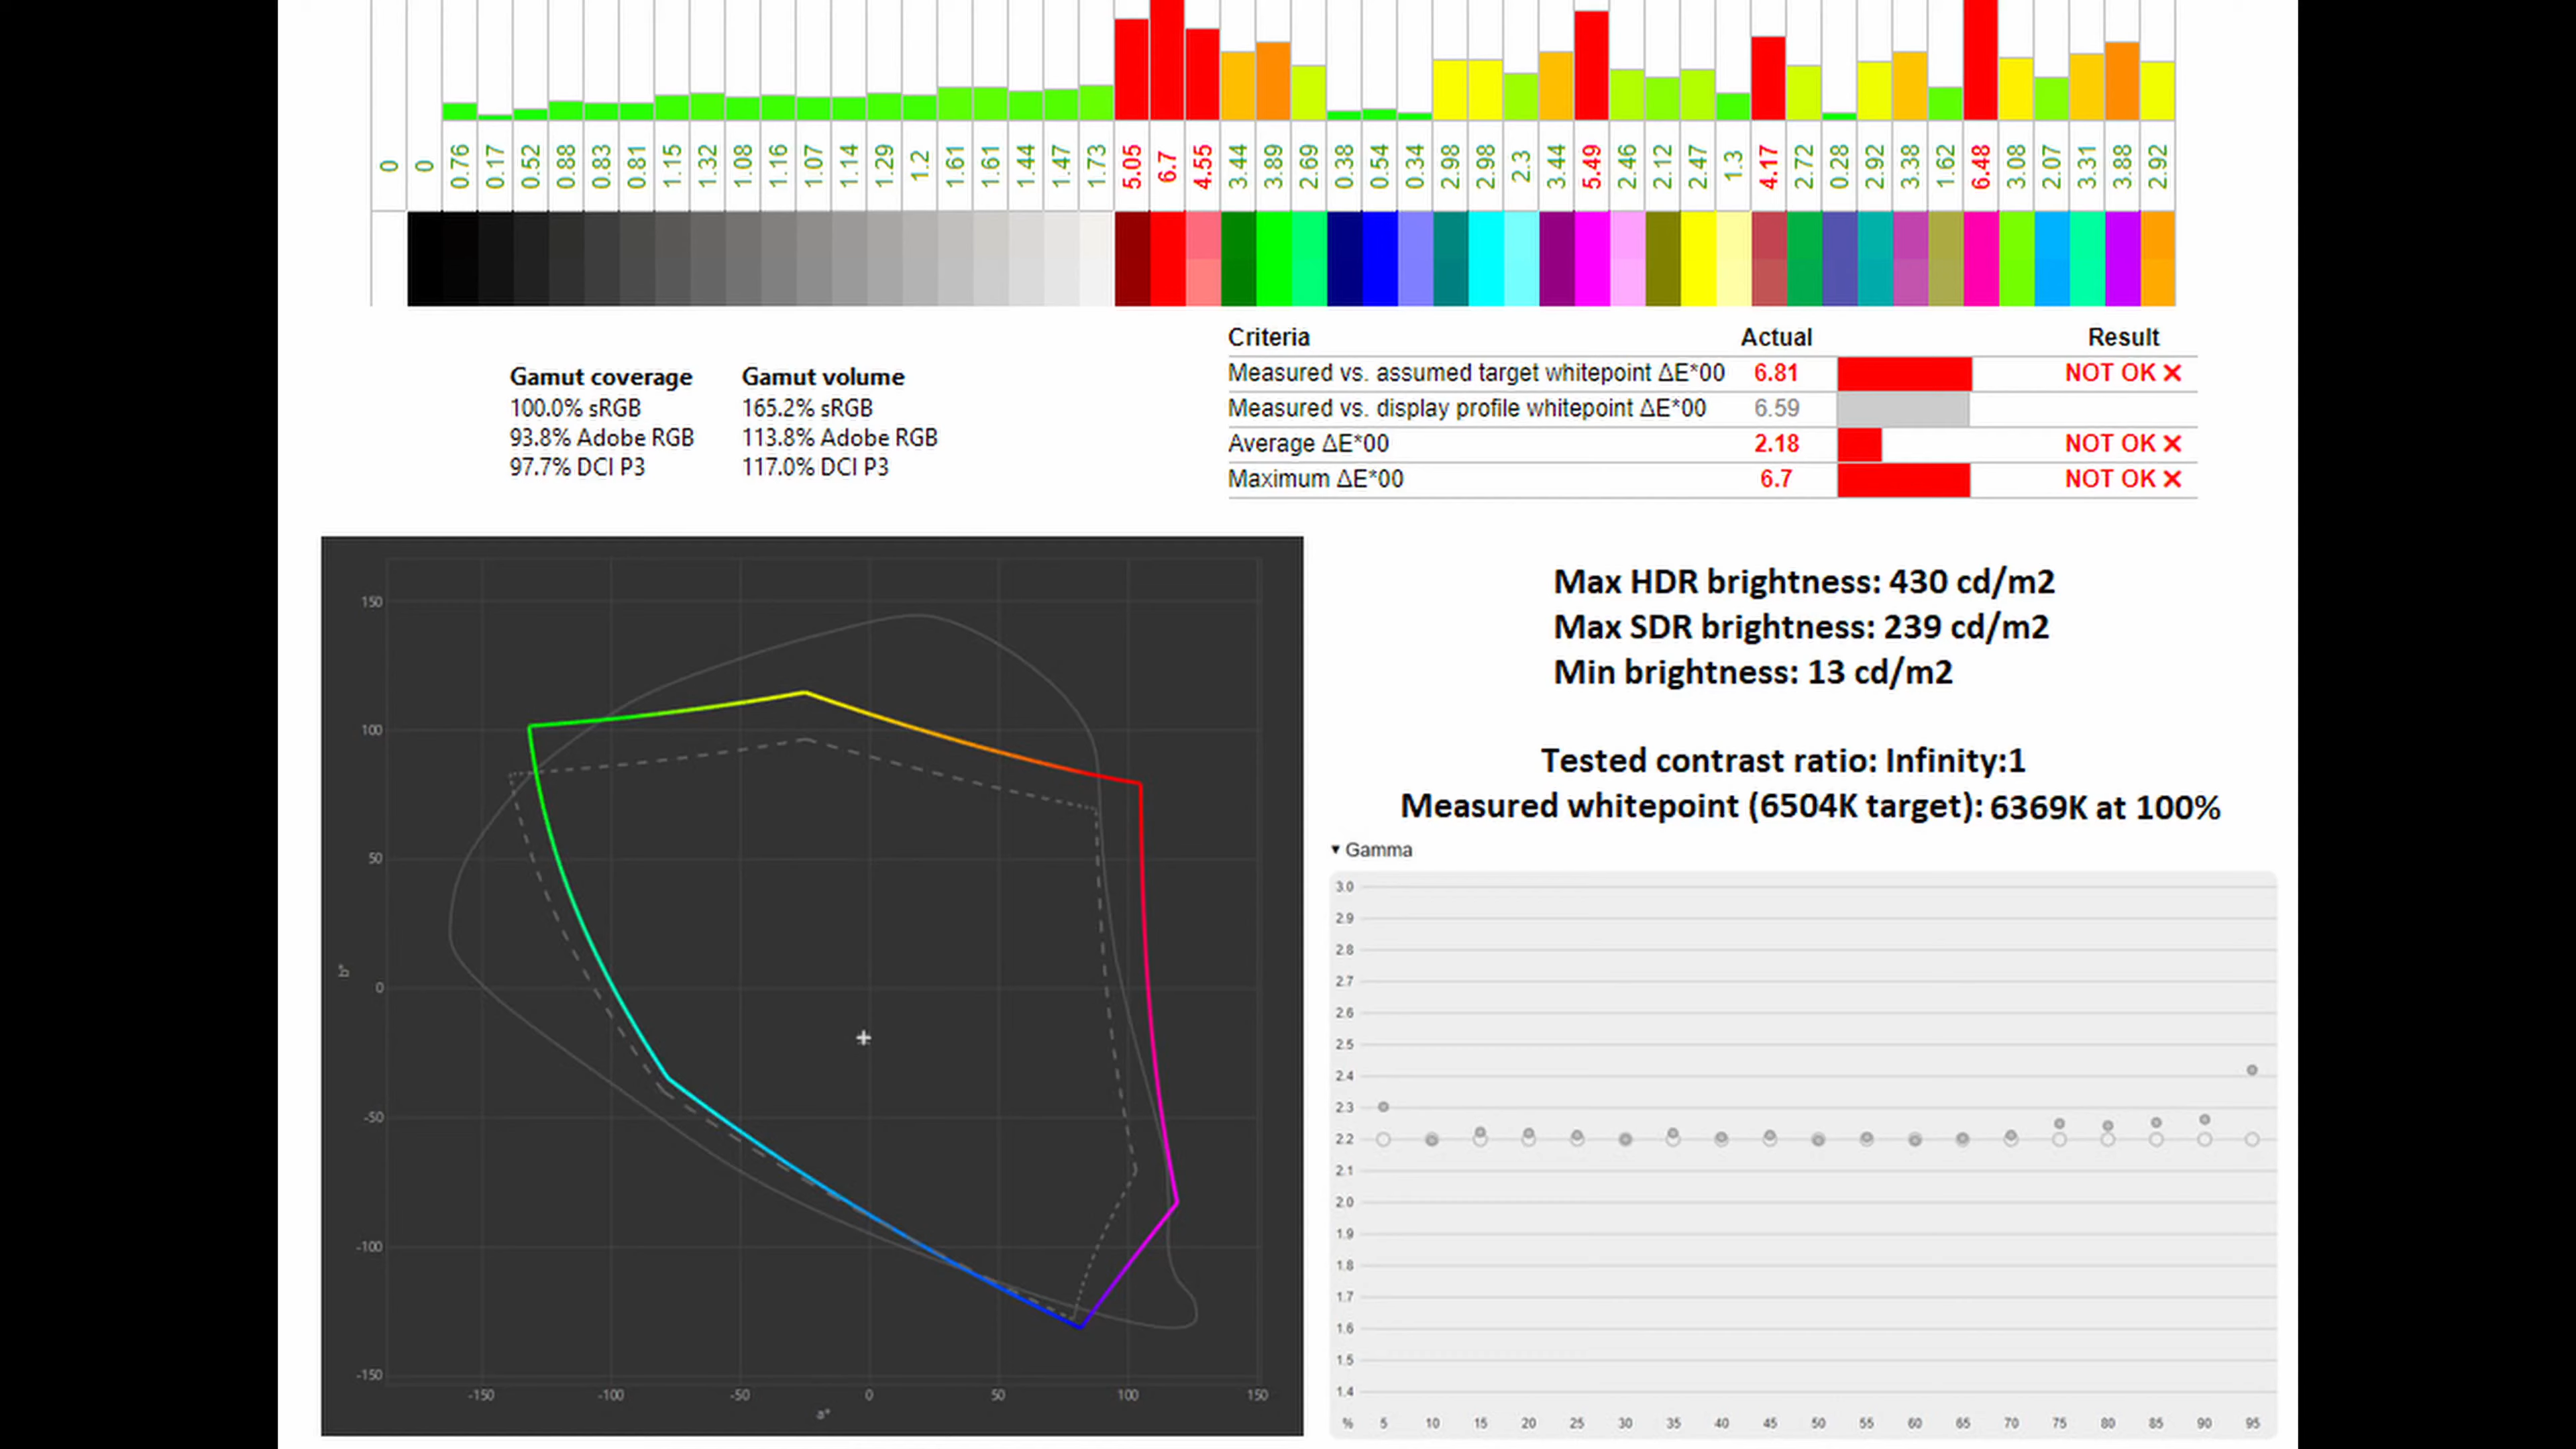 0 0 0.76 0.17 0.52 0.88 0.83 0.81 1.15 1.32 1.08 1.16 1.07 1.14 1.29 1.2 1.61 1.61 1.44 1.47 1.73 5.05 6.7 4.55 3.44 3.89 2.69 0.38 0.54 0.34 2.98 2.98 2.3 3.44 5.49 2.46 2.12 2.47 1.3 4.17 2.72 0.28 2.92 3.38 1.62 6.48 3.08 2.07 3.31 3.88 2.92
Gamut coverage Gamut volume
100.0% sRGB 165.2% sRGB
93.8% Adobe RGB 113.8% Adobe RGB
97.7% DCI P3 117.0% DCI P3
Criteria Actual Result
Measured vs. assumed target whitepoint ΔE*00 6.81 NOT OK ✕
Measured vs. display profile whitepoint ΔE*00 6.59
Average ΔE*00 2.18 NOT OK ✕
Maximum ΔE*00 6.7 NOT OK ✕
150
100
50
0
-50
-100
-150
b*
-150 -100 -50 0 50 100 150
a*
Max HDR brightness: 430 cd/m2
Max SDR brightness: 239 cd/m2
Min brightness: 13 cd/m2
Tested contrast ratio: Infinity:1
Measured whitepoint (6504K target): 6369K at 100%
▾ Gamma
3.0
2.9
2.8
2.7
2.6
2.5
2.4
2.3
2.2
2.1
2.0
1.9
1.8
1.7
1.6
1.5
1.4
% 5 10 15 20 25 30 35 40 45 50 55 60 65 70 75 80 85 90 95